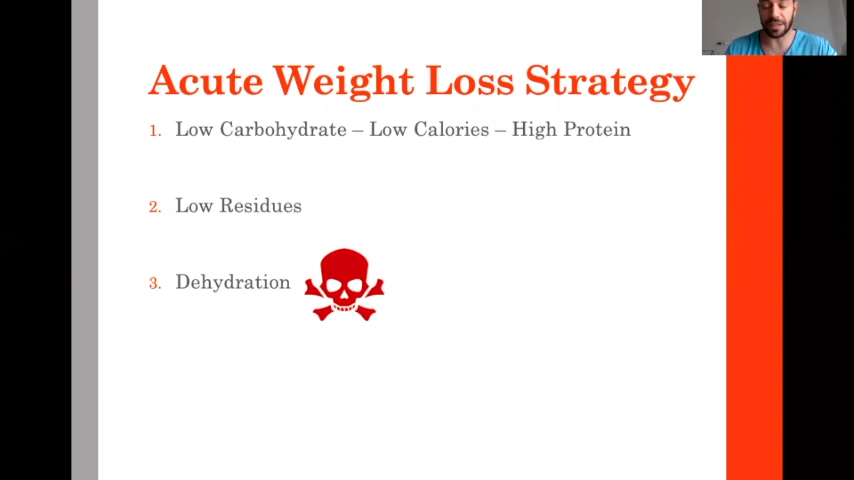 Acute Weight Loss Strategy
1. Low Carbohydrate – Low Calories – High Protein
2. Low Residues
3. Dehydration